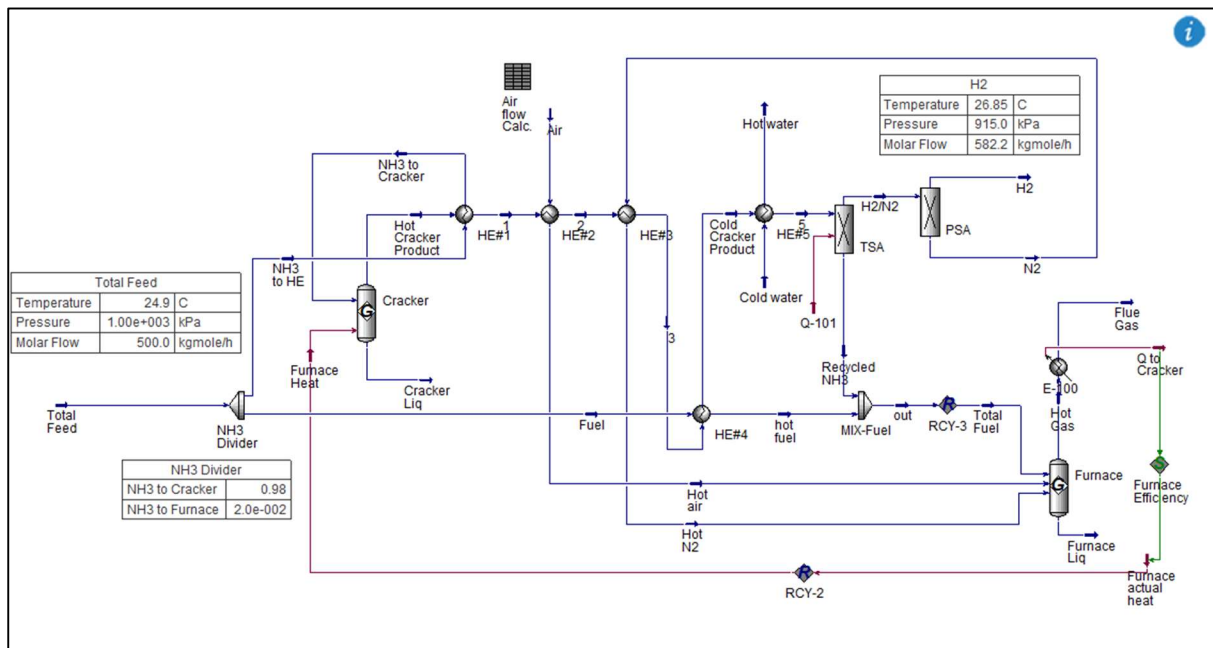 i
H2
Temperature 26.85 C
Pressure 915.0 kPa
Molar Flow 582.2 kgmole/h
Air
flow
Calc.
Air
Hot water
NH3 to
Cracker
Hot
Cracker
Product
HE#1
1
HE#2
2
HE#3
Cold
Cracker
Product
HE#5
5
TSA
H2/N2
PSA
H2
N2
NH3
to HE
Total Feed
Temperature 24.9 C
Pressure 1.00e+003 kPa
Molar Flow 500.0 kgmole/h
G
Cracker
Cold water
Q-101
3
Flue
Gas
Furnace
Heat
Cracker
Liq
Recycled
NH3
E-100
Q to
Cracker
Hot
Gas
Total
Feed
NH3
Divider
Fuel
HE#4
hot
fuel
MIX-Fuel
out
R
RCY-3
Total
Fuel
G
Furnace
S
Furnace
Efficiency
NH3 Divider
NH3 to Cracker 0.98
NH3 to Furnace 2.0e-002
Hot
air
Hot
N2
Furnace
Liq
R
RCY-2
Furnace
actual
heat